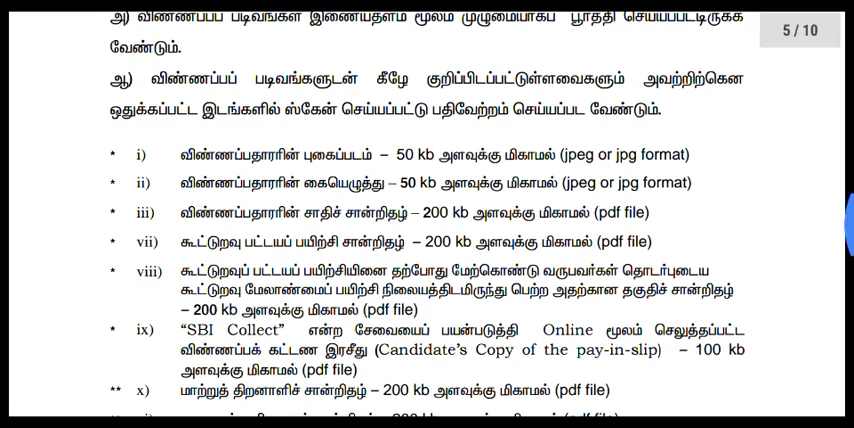 அ) விண்ணப்பப் படிவங்கள் இணையதளம் மூலம் முழுமையாகப் பூர்த்தி செய்யப்பட்டிருக்க
5 / 10
வேண்டும்.
ஆ) விண்ணப்பப் படிவங்களுடன் கீழே குறிப்பிடப்பட்டுள்ளவைகளும் அவற்றிற்கென
ஒதுக்கப்பட்ட இடங்களில் ஸ்கேன் செய்யப்பட்டு பதிவேற்றம் செய்யப்பட வேண்டும்.
* i) விண்ணப்பதாரரின் புகைப்படம் – 50 kb அளவுக்கு மிகாமல் (jpeg or jpg format)
* ii) விண்ணப்பதாரரின் கையெழுத்து – 50 kb அளவுக்கு மிகாமல் (jpeg or jpg format)
* iii) விண்ணப்பதாரரின் சாதிச் சான்றிதழ் – 200 kb அளவுக்கு மிகாமல் (pdf file)
* vii) கூட்டுறவு பட்டயப் பயிற்சி சான்றிதழ் – 200 kb அளவுக்கு மிகாமல் (pdf file)
* viii) கூட்டுறவுப் பட்டயப் பயிற்சியினை தற்போது மேற்கொண்டு வருபவர்கள் தொடர்புடைய
கூட்டுறவு மேலாண்மைப் பயிற்சி நிலையத்திடமிருந்து பெற்ற அதற்கான தகுதிச் சான்றிதழ்
– 200 kb அளவுக்கு மிகாமல் (pdf file)
* ix) “SBI Collect” என்ற சேவையைப் பயன்படுத்தி Online மூலம் செலுத்தப்பட்ட
விண்ணப்பக் கட்டண இரசீது (Candidate’s Copy of the pay-in-slip) – 100 kb
அளவுக்கு மிகாமல் (pdf file)
** x) மாற்றுத் திறனாளிச் சான்றிதழ் – 200 kb அளவுக்கு மிகாமல் (pdf file)